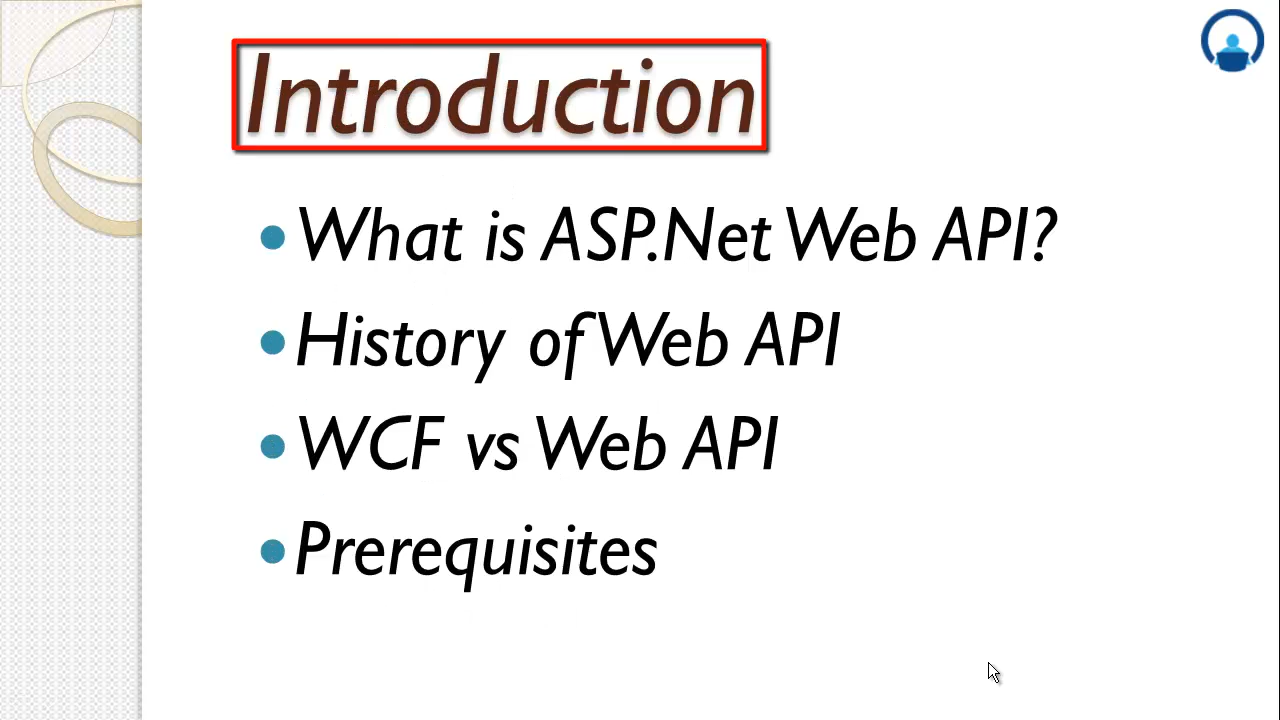 Introduction
What is ASP.Net Web API?
History of Web API
WCF vs Web API
Prerequisites